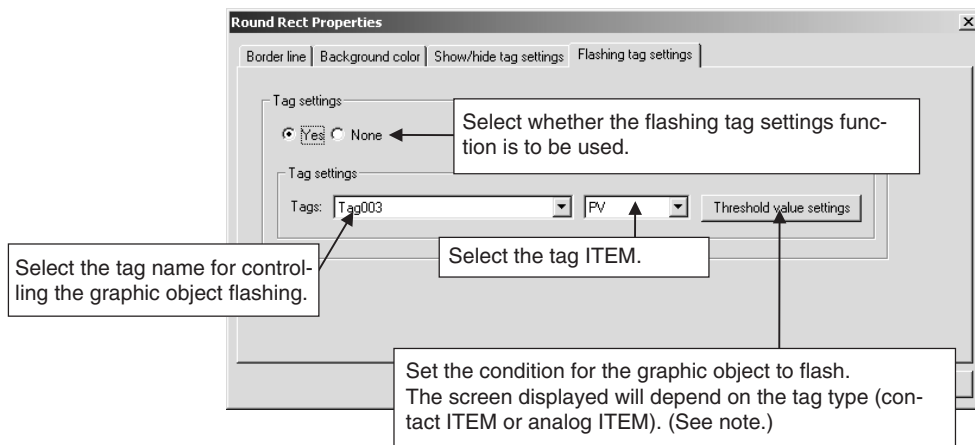 Round Rect Properties
Border line
Background color
Show/hide tag settings
Flashing tag settings
Tag settings
Yes
None
Select whether the flashing tag settings func-
tion is to be used.
Tag settings
Tags:
Tag003
PV
Threshold value settings
Select the tag name for control-
ling the graphic object flashing.
Select the tag ITEM.
Set the condition for the graphic object to flash.
The screen displayed will depend on the tag type (con-
tact ITEM or analog ITEM). (See note.)